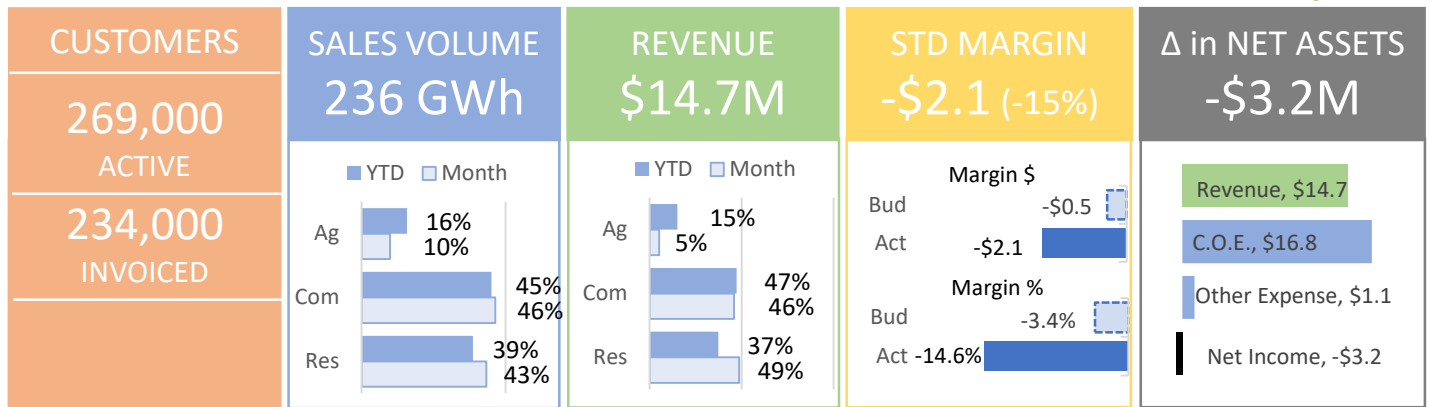 CUSTOMERS
269,000
ACTIVE
234,000
INVOICED
SALES VOLUME
236 GWh
YTD Month
Ag
16%
10%
Com
45%
46%
Res
39%
43%
REVENUE
$14.7M
YTD Month
Ag
15%
5%
Com
47%
46%
Res
37%
49%
STD MARGIN
-$2.1 (-15%)
Margin $
Bud -$0.5
Act -$2.1
Margin %
Bud -3.4%
Act -14.6%
Δ in NET ASSETS
-$3.2M
Revenue, $14.7
C.O.E., $16.8
Other Expense, $1.1
Net Income, -$3.2